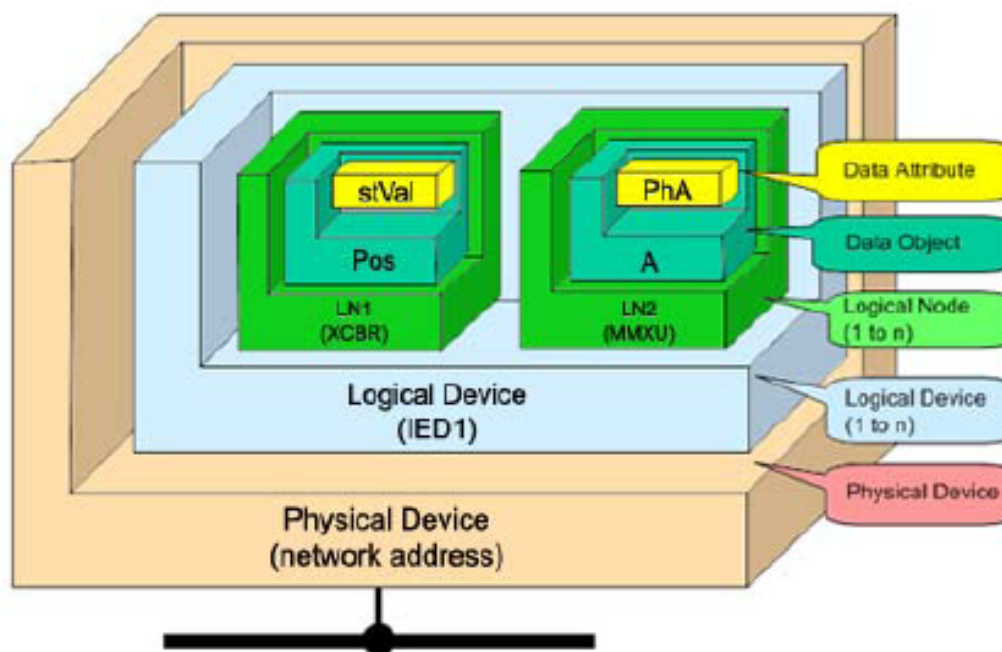 stVal
Pos
LN1
(XCBR)
PhA
A
LN2
(MMXU)
Logical Device
(IED1)
Physical Device
(network address)
Data Attribute
Data Object
Logical Node
(1 to n)
Logical Device
(1 to n)
Physical Device